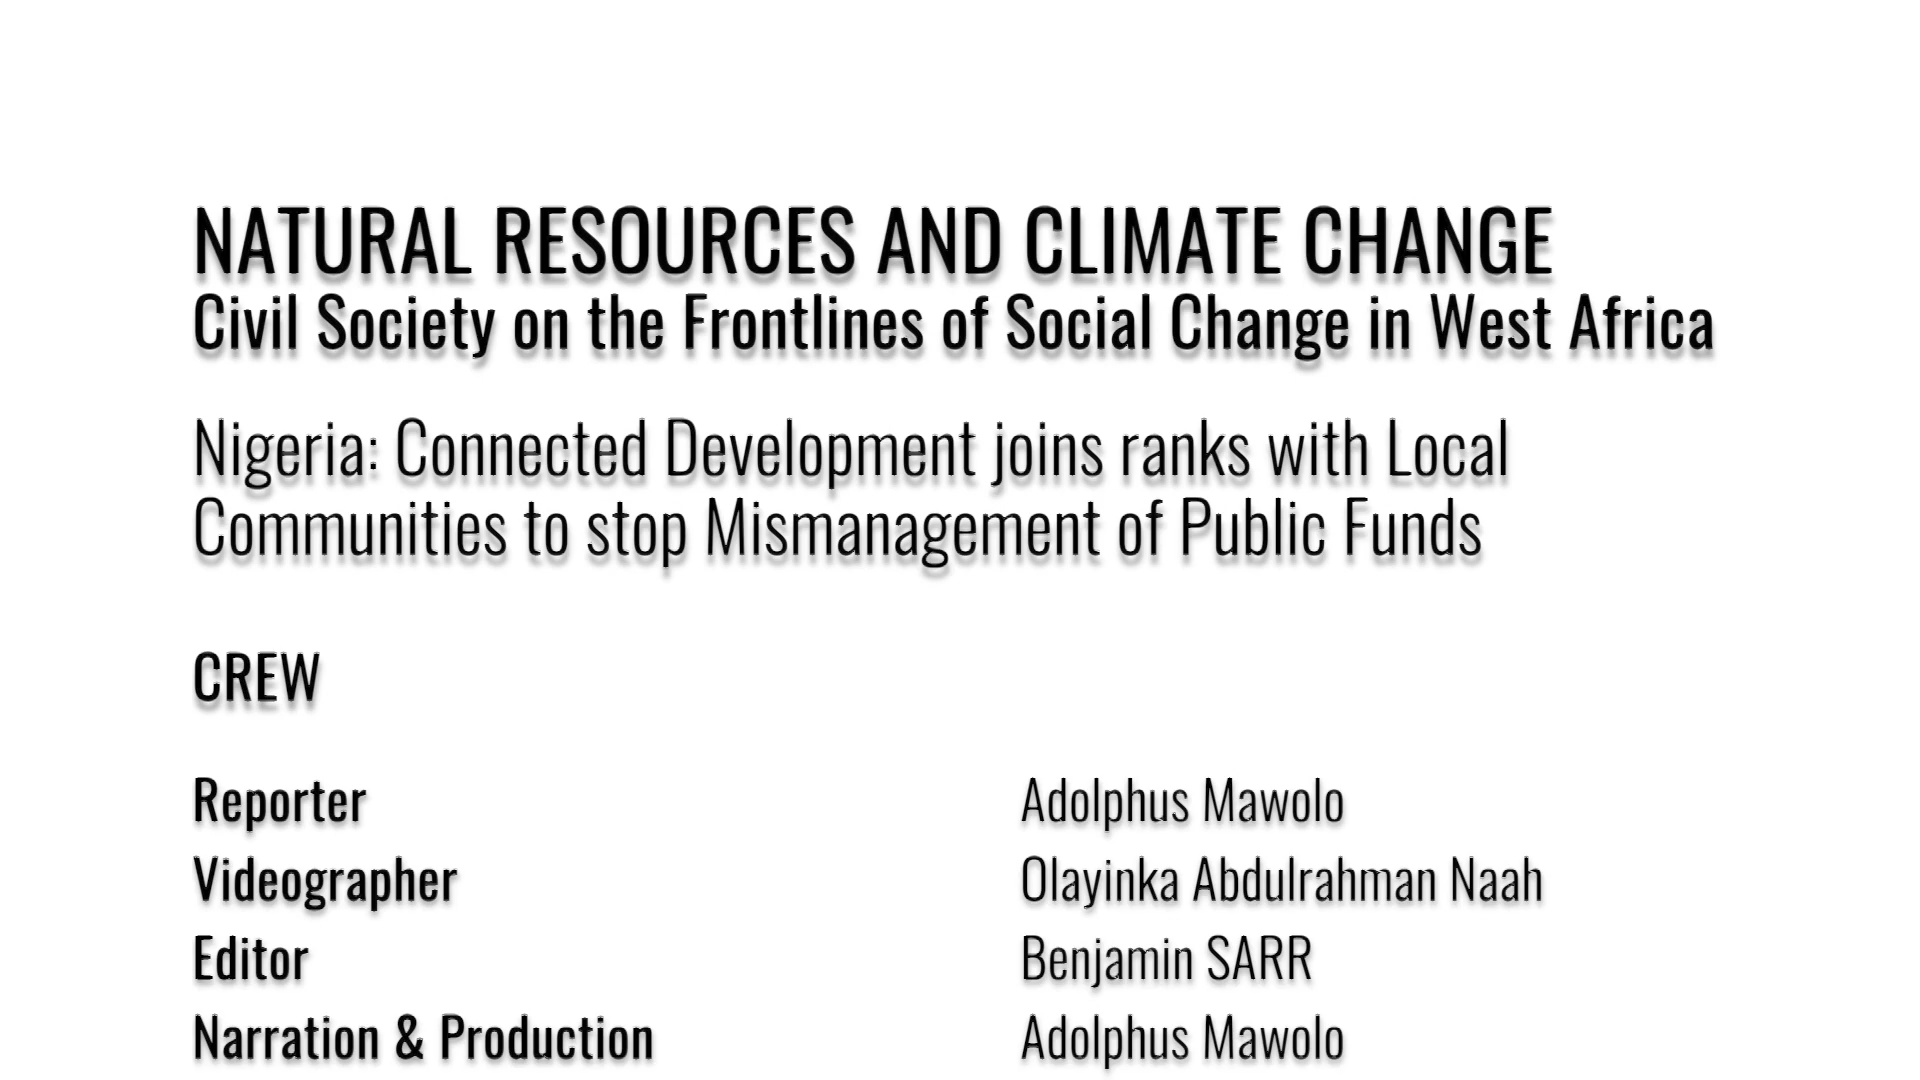 NATURAL RESOURCES AND CLIMATE CHANGE
Civil Society on the Frontlines of Social Change in West Africa
Nigeria: Connected Development joins ranks with Local
Communities to stop Mismanagement of Public Funds
CREW
Reporter Adolphus Mawolo
Videographer Olayinka Abdulrahman Naah
Editor Benjamin SARR
Narration & Production Adolphus Mawolo